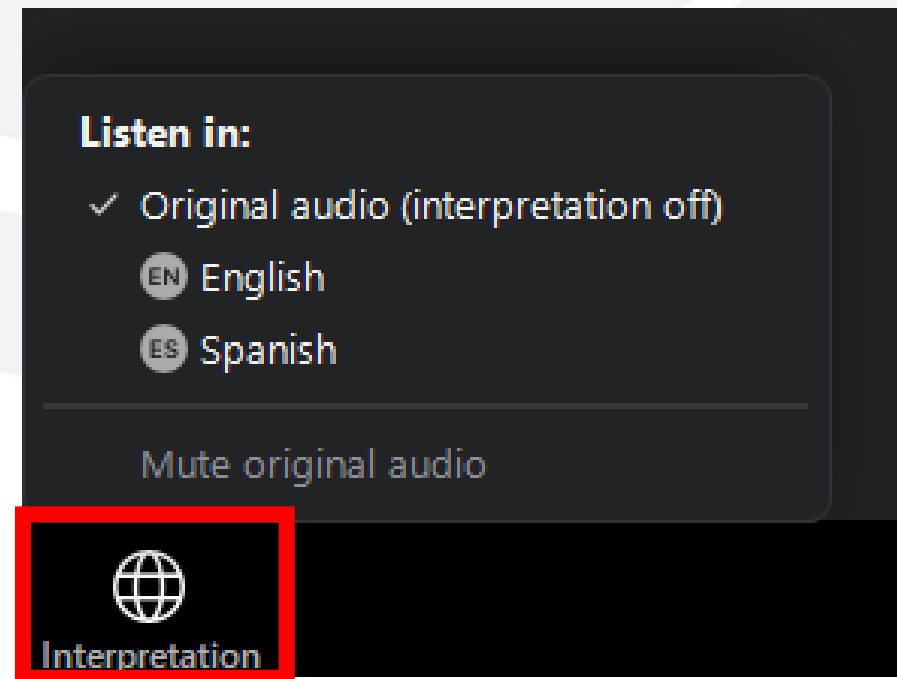 Listen in:
✓ Original audio (interpretation off)
EN English
ES Spanish
Mute original audio
Interpretation